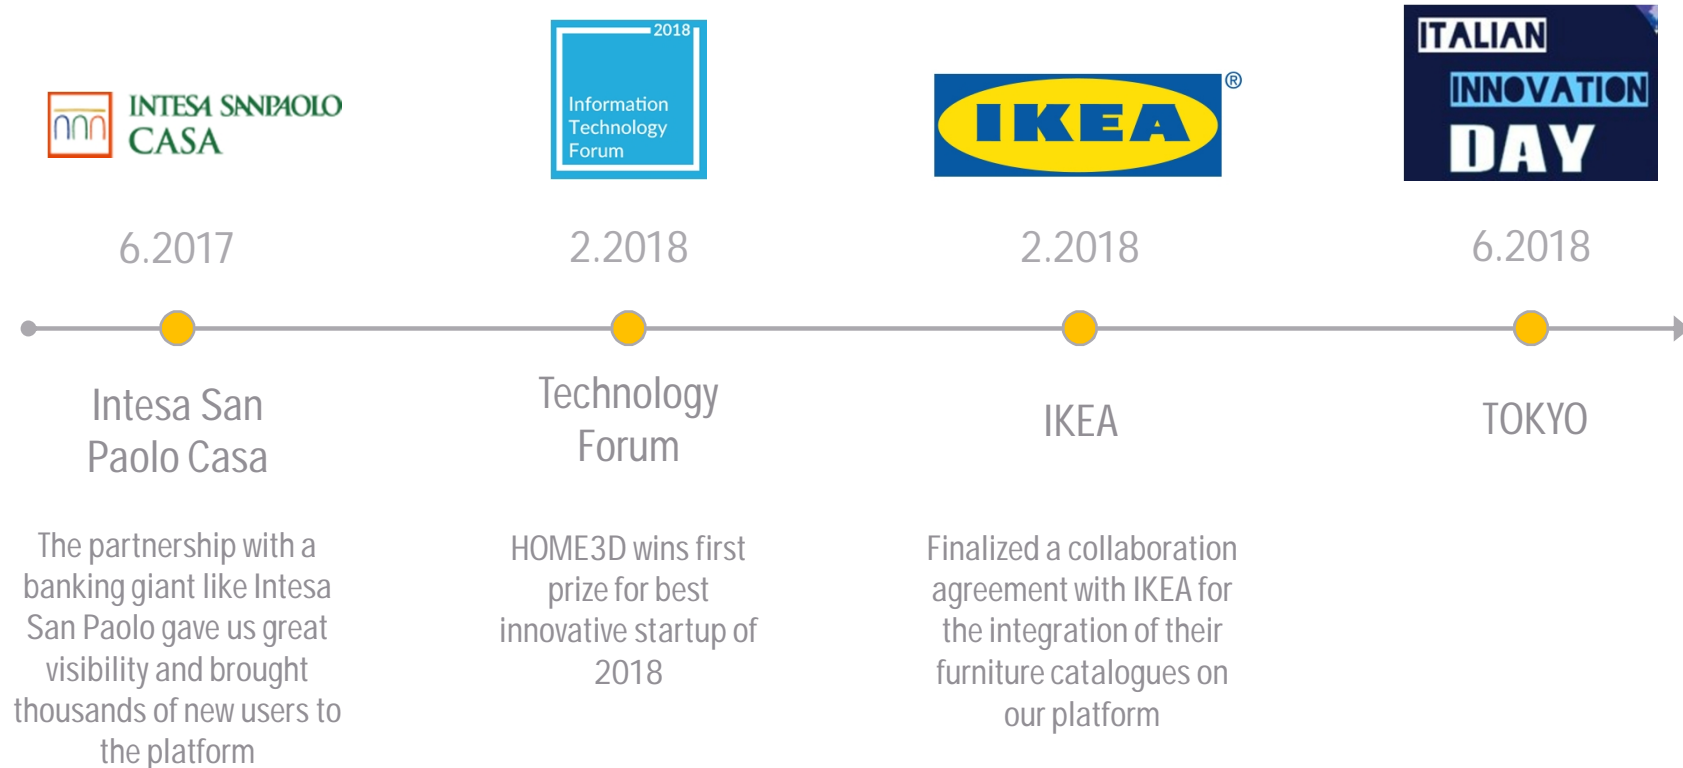 INTESA SANPAOLO
CASA
2018
Information
Technology
Forum
IKEA
®
ITALIAN
INNOVATION
DAY
6.2017
2.2018
2.2018
6.2018
Intesa San
Paolo Casa
Technology
Forum
IKEA
TOKYO
The partnership with a
banking giant like Intesa
San Paolo gave us great
visibility and brought
thousands of new users to
the platform
HOME3D wins first
prize for best
innovative startup of
2018
Finalized a collaboration
agreement with IKEA for
the integration of their
furniture catalogues on
our platform